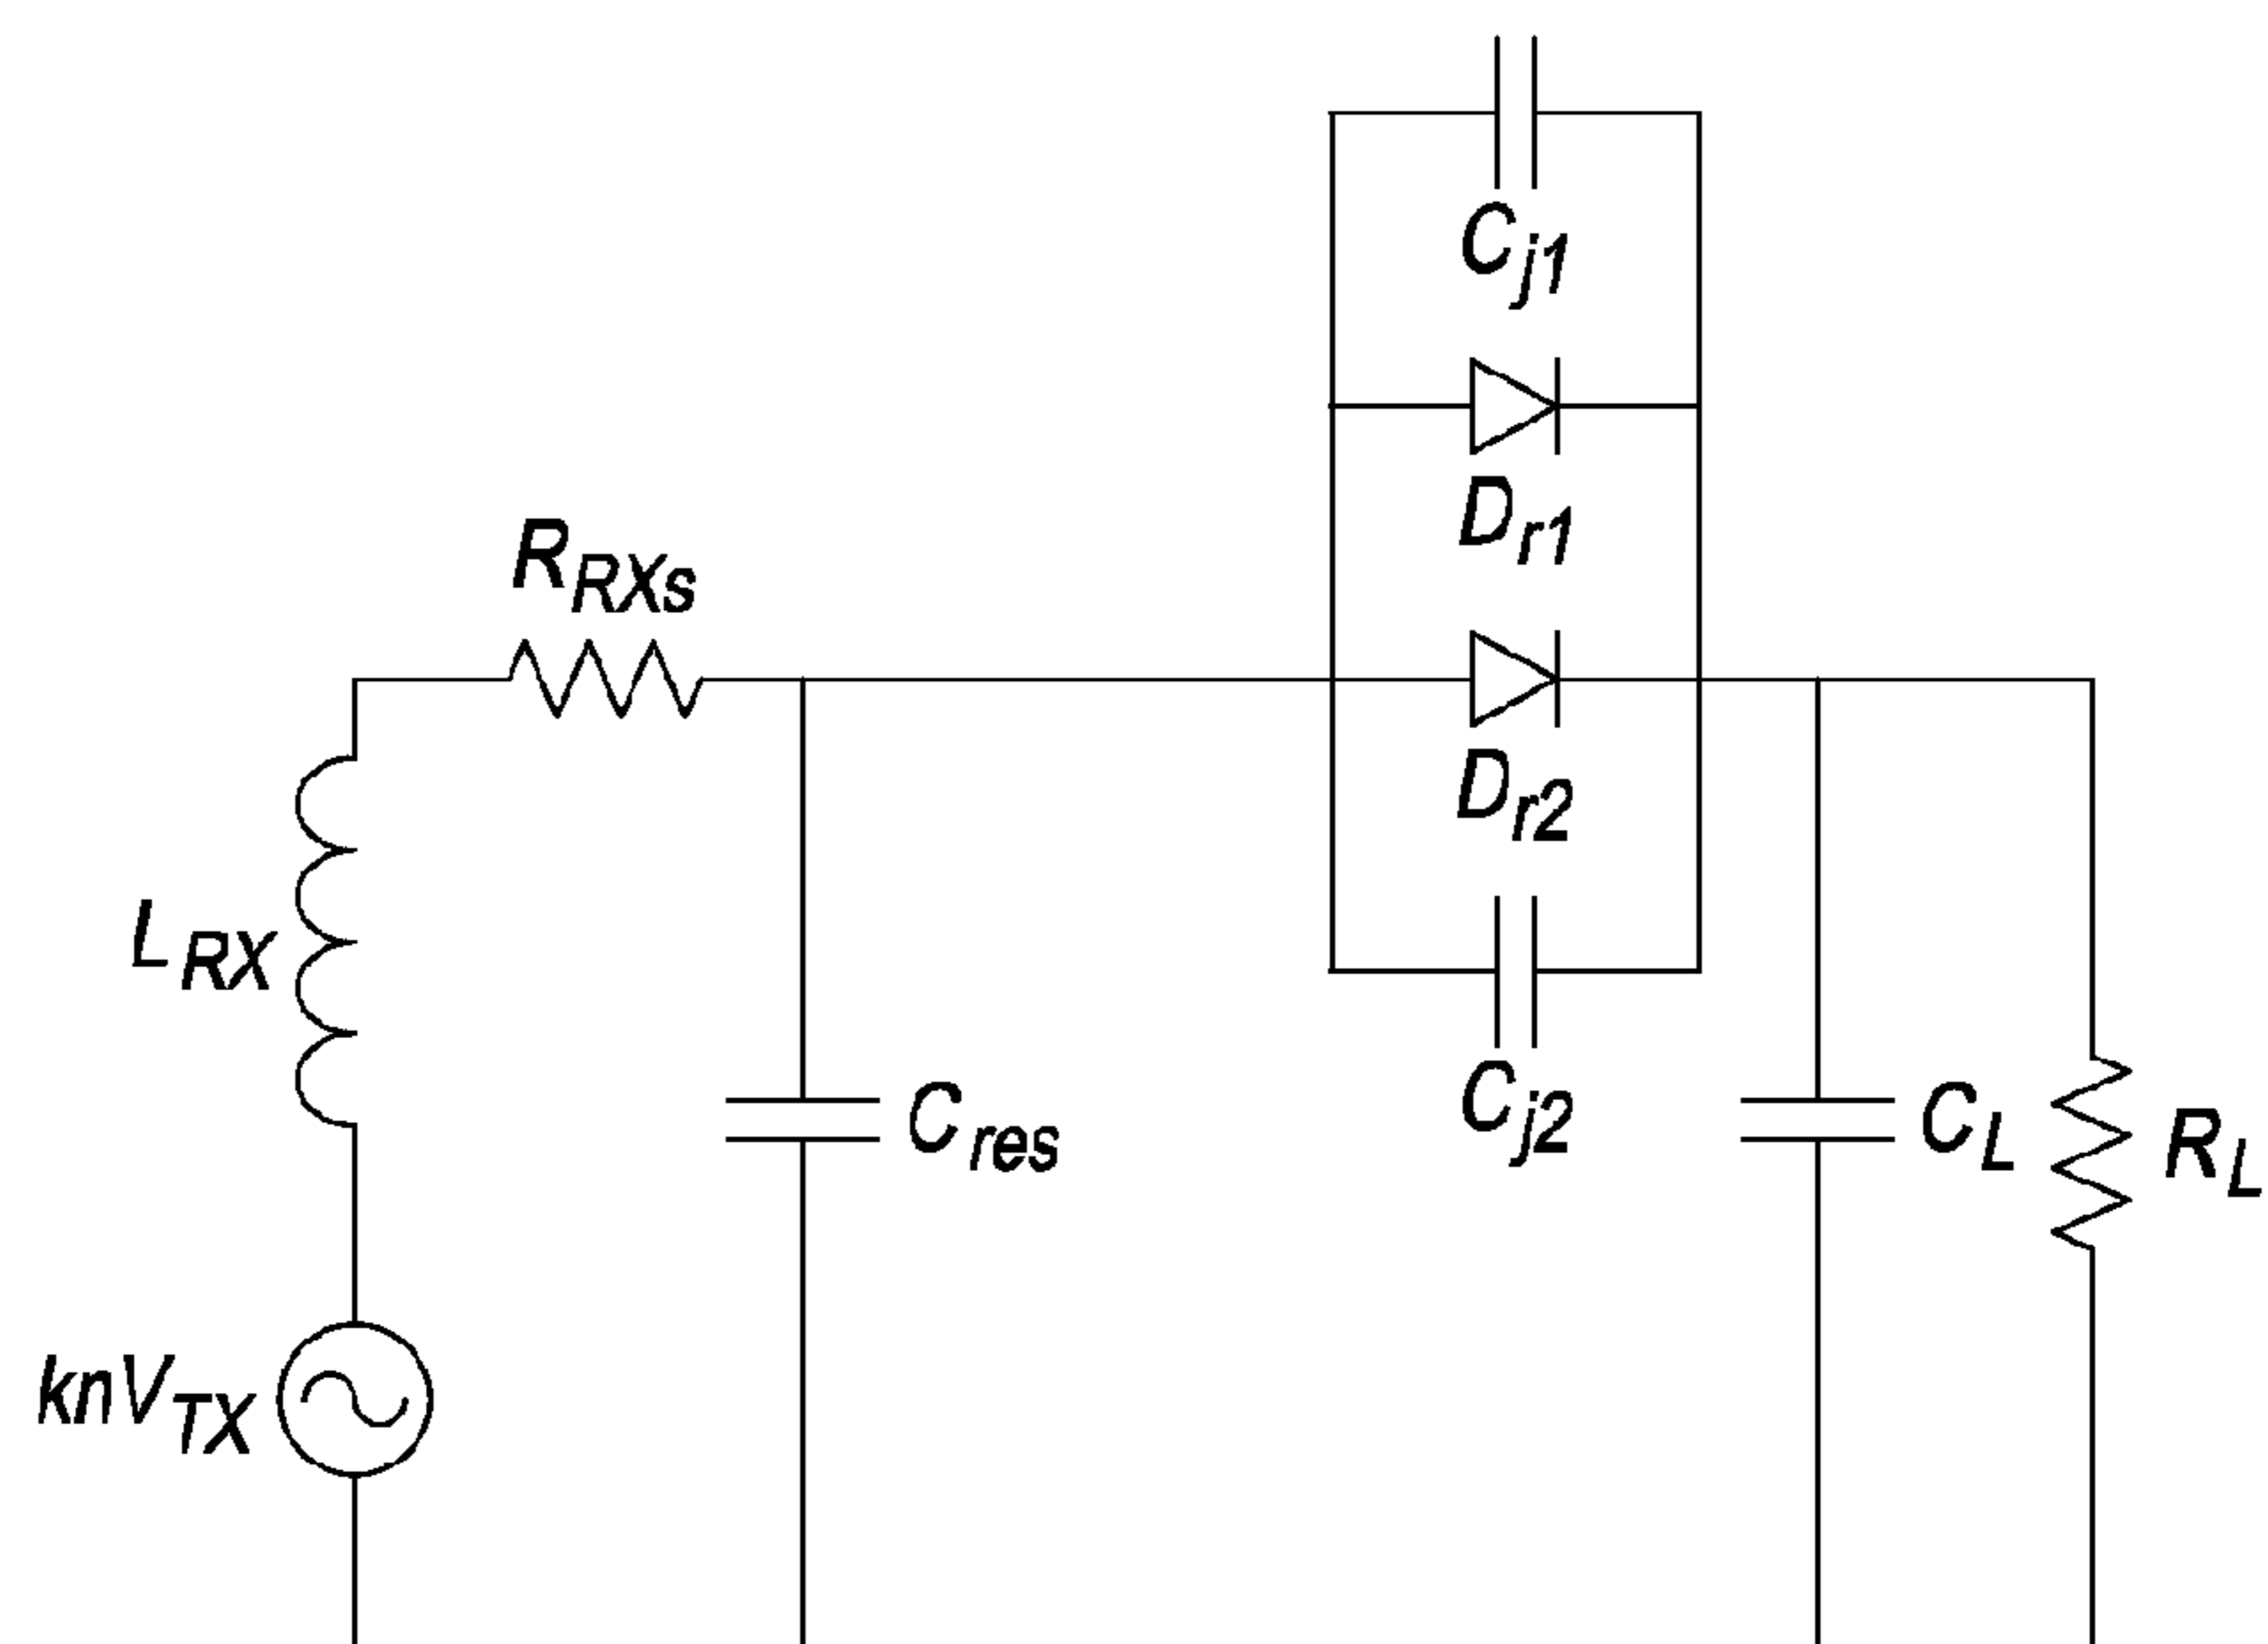 Cj1
Dr1
RRXs
Dr2
LRX
Cres
Cj2
CL
RL
knVTX